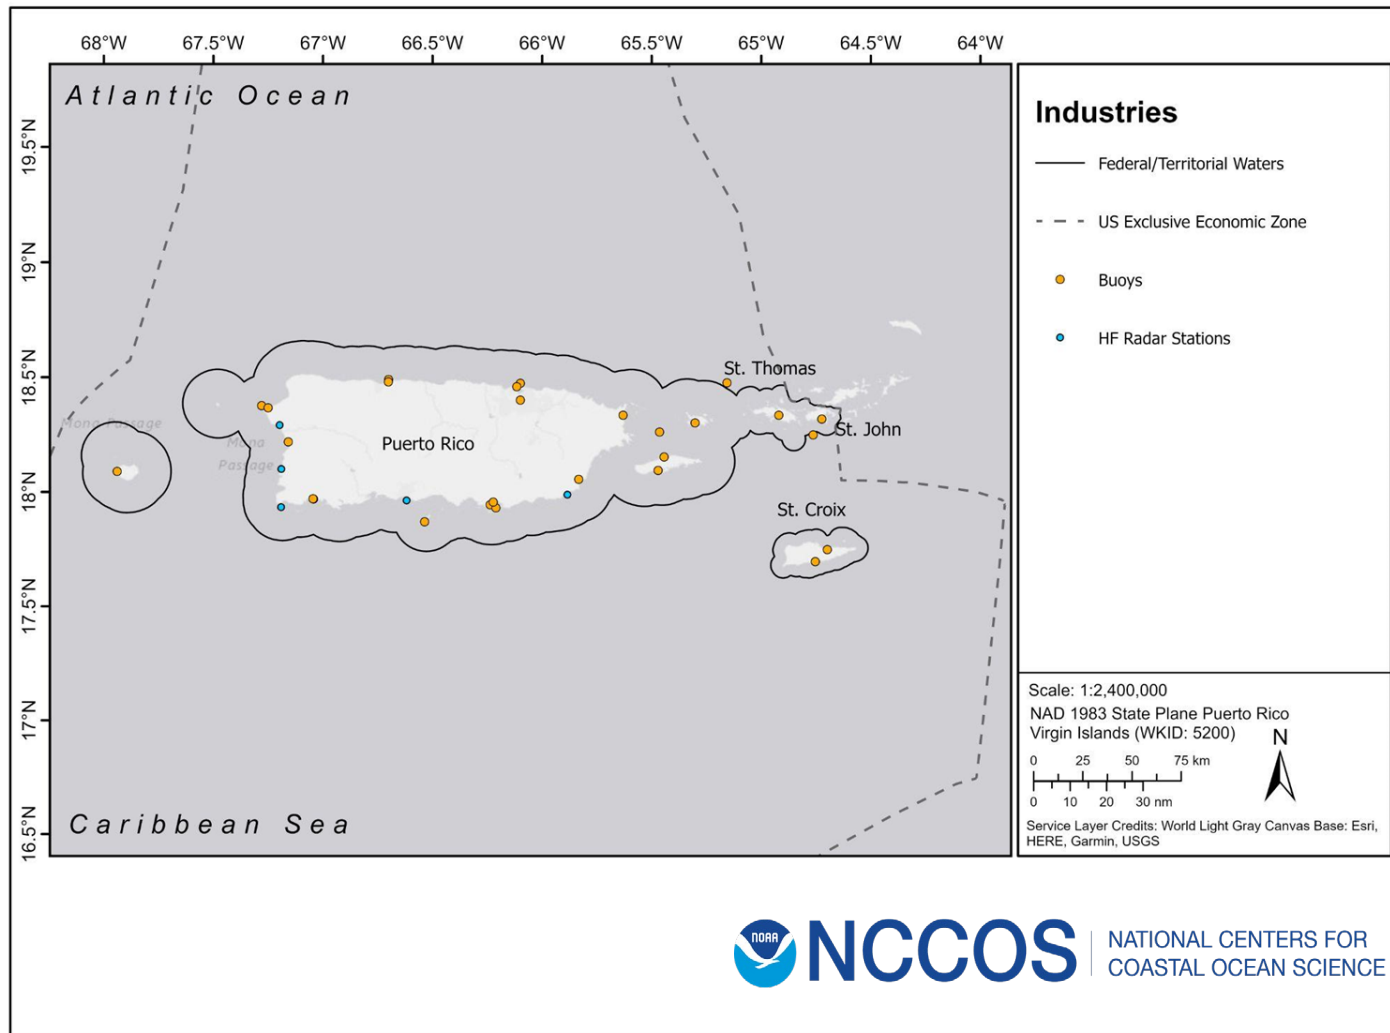 68°W 67.5°W 67°W 66.5°W 66°W 65.5°W 65°W 64.5°W 64°W
Atlantic Ocean
19.5°N
19°N
18.5°N
18°N
17.5°N
17°N
16.5°N
St. Thomas
Mona Passage
Mona
Passage
Puerto Rico
St. John
St. Croix
Caribbean Sea
Industries
Federal/Territorial Waters
US Exclusive Economic Zone
Buoys
HF Radar Stations
Scale: 1:2,400,000
NAD 1983 State Plane Puerto Rico
Virgin Islands (WKID: 5200)
N
0 25 50 75 km
0 10 20 30 nm
Service Layer Credits: World Light Gray Canvas Base: Esri,
HERE, Garmin, USGS
NOAA
NCCOS
NATIONAL CENTERS FOR
COASTAL OCEAN SCIENCE